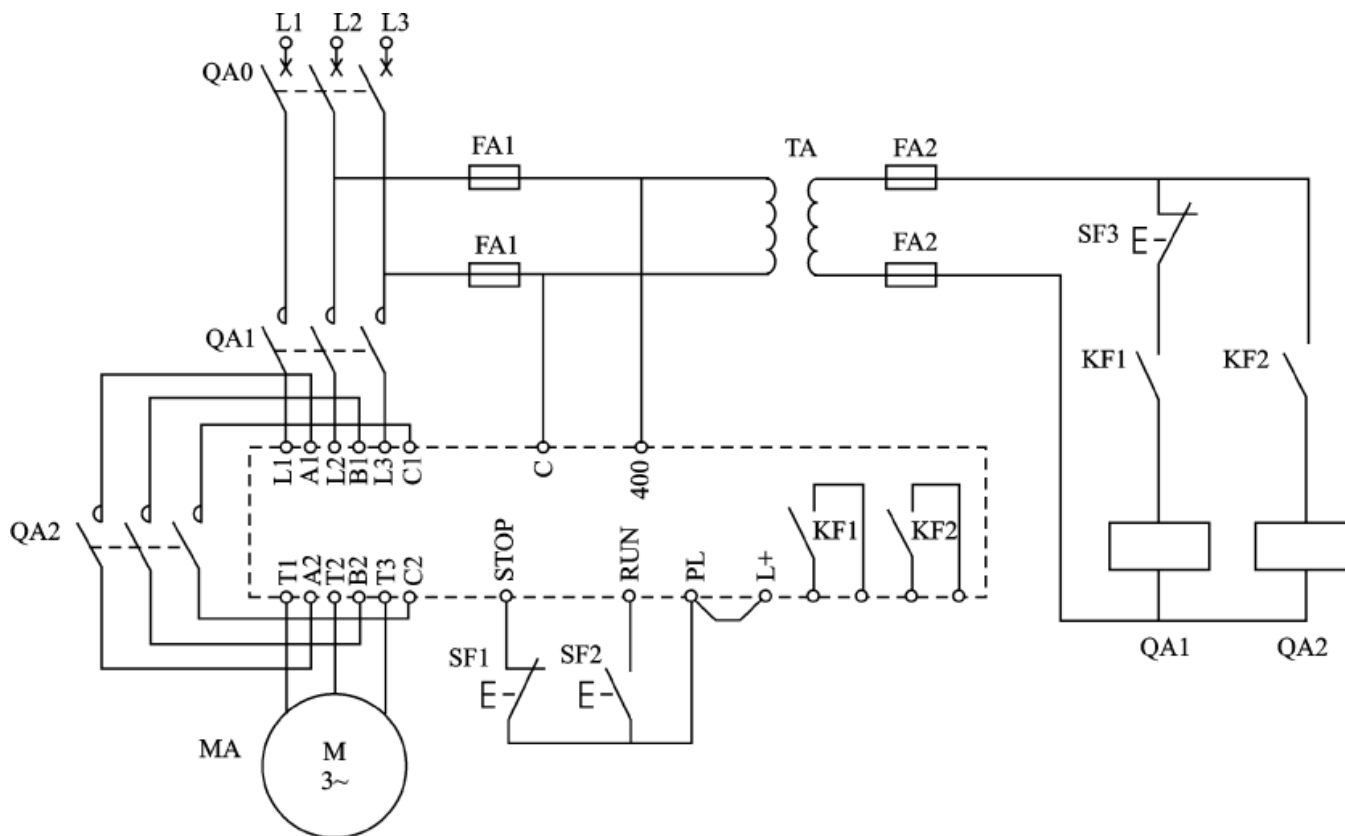 L1 L2 L3
QA0
FA1 TA FA2
SF3
FA1 FA2
QA1
KF1 KF2
L1 A1 L2 B1 L3 C1 C 400
QA2
KF1 KF2
T1 A2 T2 B2 T3 C2 STOP RUN PL L+
SF1 SF2
QA1 QA2
MA
M
3~